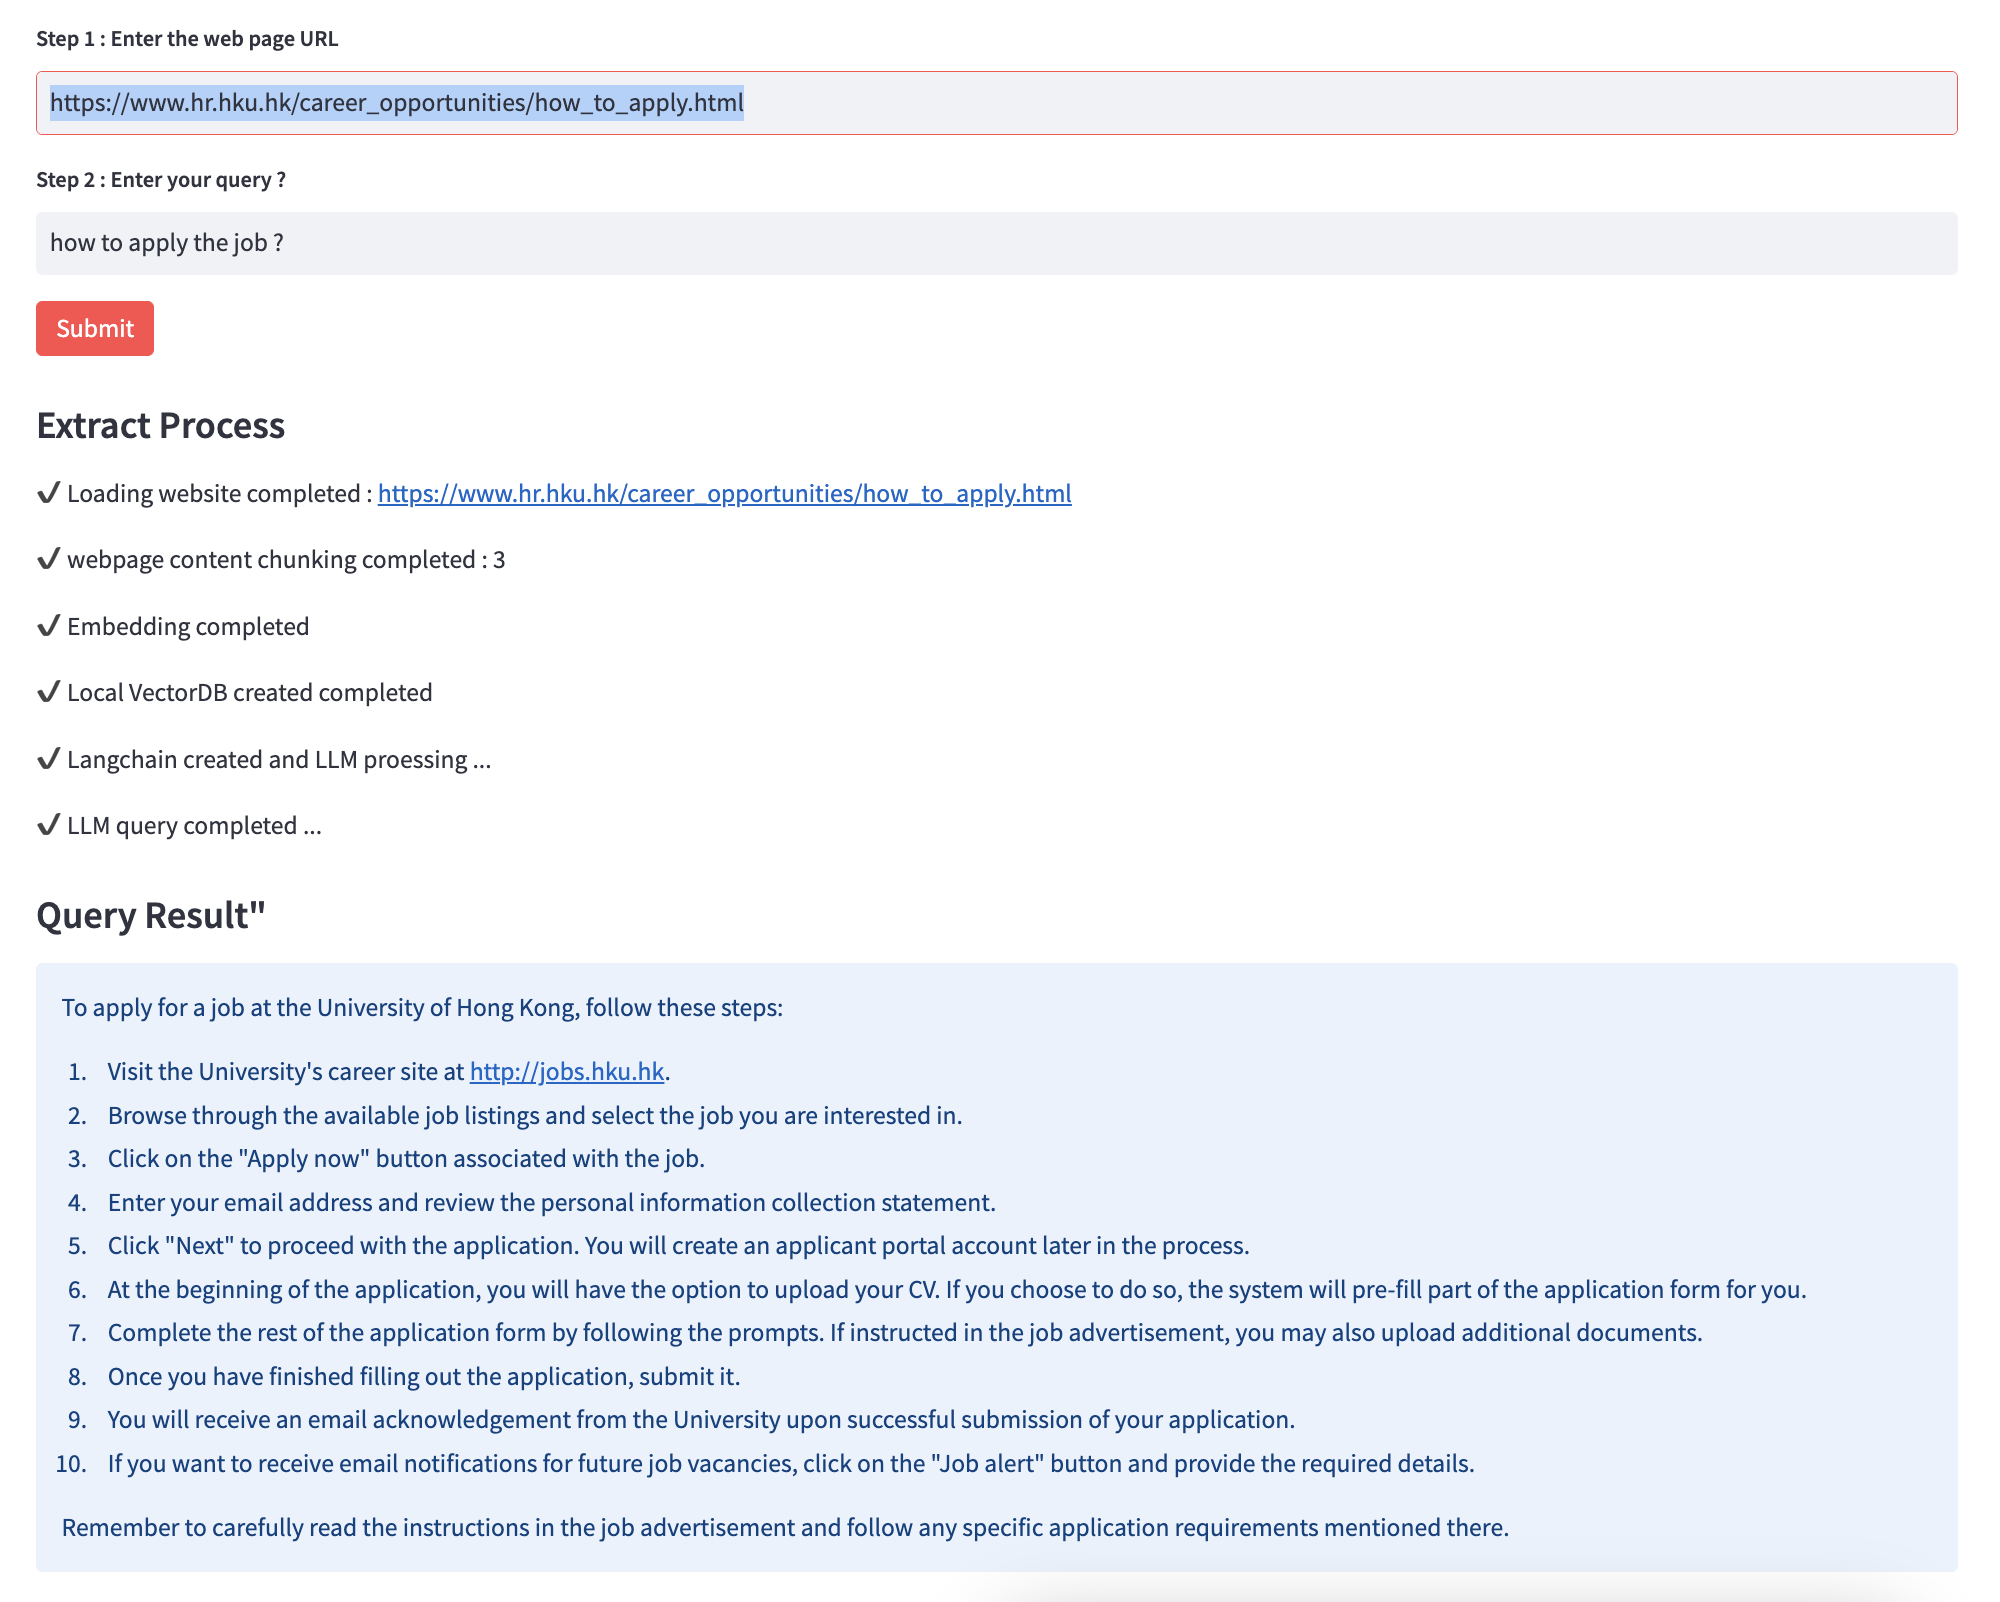 Step 1 : Enter the web page URL
https://www.hr.hku.hk/career_opportunities/how_to_apply.html
Step 2 : Enter your query ?
how to apply the job ?
Submit
Extract Process
✔ Loading website completed : https://www.hr.hku.hk/career_opportunities/how_to_apply.html
✔ webpage content chunking completed : 3
✔ Embedding completed
✔ Local VectorDB created completed
✔ Langchain created and LLM proessing ...
✔ LLM query completed ...
Query Result"
To apply for a job at the University of Hong Kong, follow these steps:
1. Visit the University's career site at http://jobs.hku.hk.
2. Browse through the available job listings and select the job you are interested in.
3. Click on the "Apply now" button associated with the job.
4. Enter your email address and review the personal information collection statement.
5. Click "Next" to proceed with the application. You will create an applicant portal account later in the process.
6. At the beginning of the application, you will have the option to upload your CV. If you choose to do so, the system will pre-fill part of the application form for you.
7. Complete the rest of the application form by following the prompts. If instructed in the job advertisement, you may also upload additional documents.
8. Once you have finished filling out the application, submit it.
9. You will receive an email acknowledgement from the University upon successful submission of your application.
10. If you want to receive email notifications for future job vacancies, click on the "Job alert" button and provide the required details.
Remember to carefully read the instructions in the job advertisement and follow any specific application requirements mentioned there.